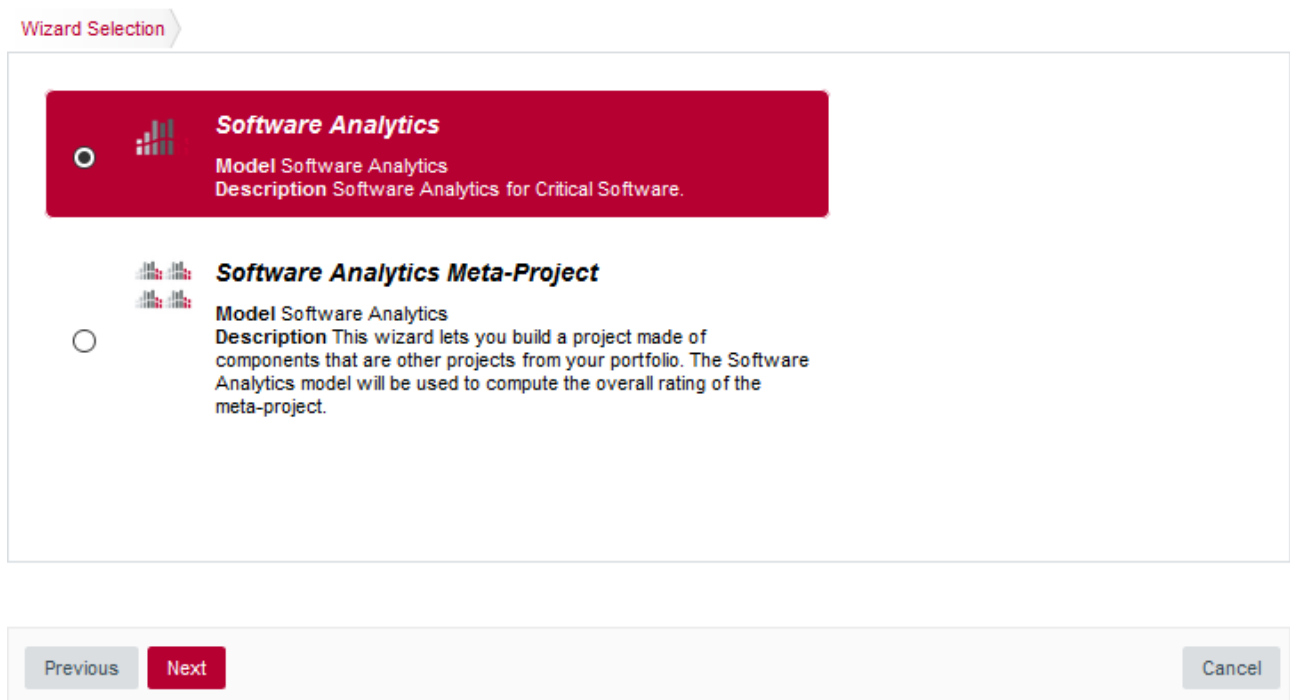 Wizard Selection
Software Analytics
Model Software Analytics
Description Software Analytics for Critical Software.
Software Analytics Meta-Project
Model Software Analytics
Description This wizard lets you build a project made of
components that are other projects from your portfolio. The Software
Analytics model will be used to compute the overall rating of the
meta-project.
Previous Next Cancel